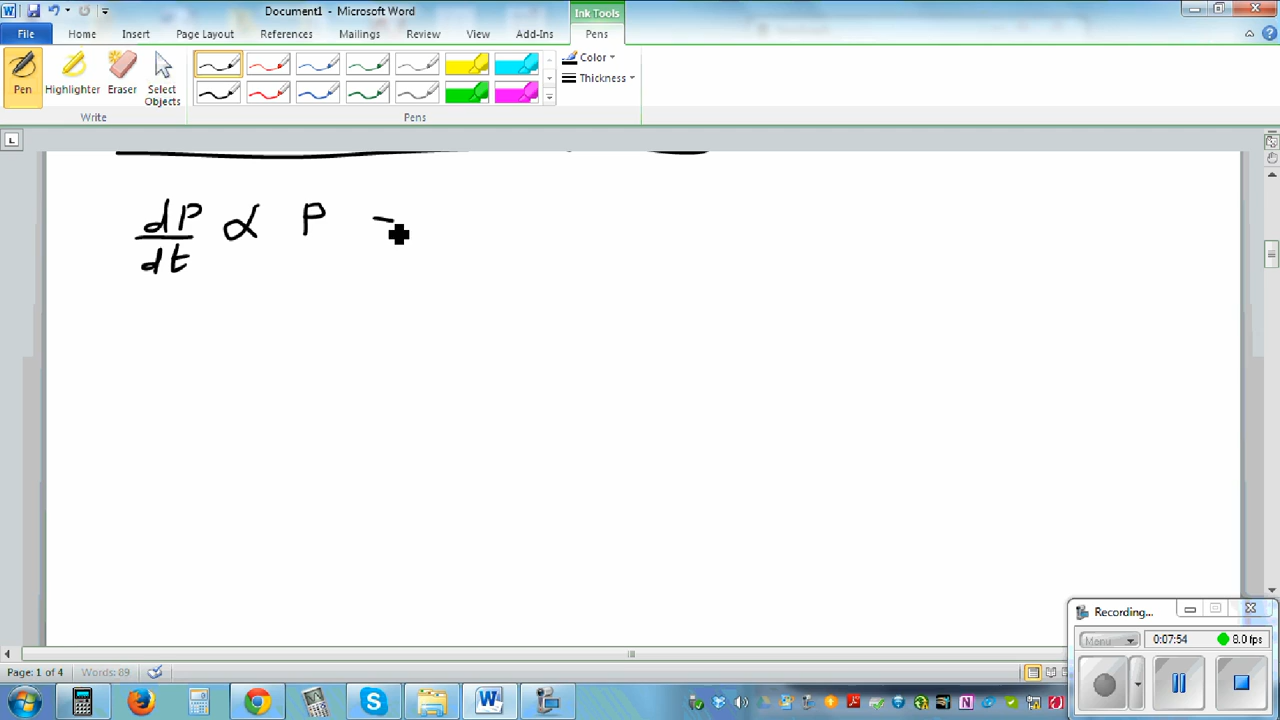 Document1 - Microsoft Word
Ink Tools
File Home Insert Page Layout References Mailings Review View Add-Ins Pens
Pen Highlighter Eraser Select Objects
Color
Thickness
Write
Pens
L
dP/dt ∝ P
Recording...
Menu 0:07:54 8.0 fps
Page: 1 of 4 Words: 89